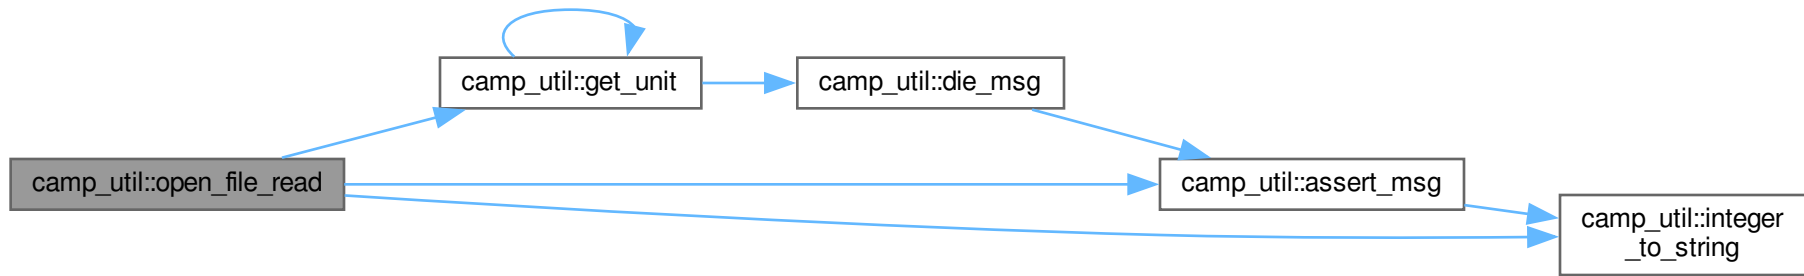 camp_util::get_unit
camp_util::die_msg
camp_util::open_file_read
camp_util::assert_msg
camp_util::integer
_to_string